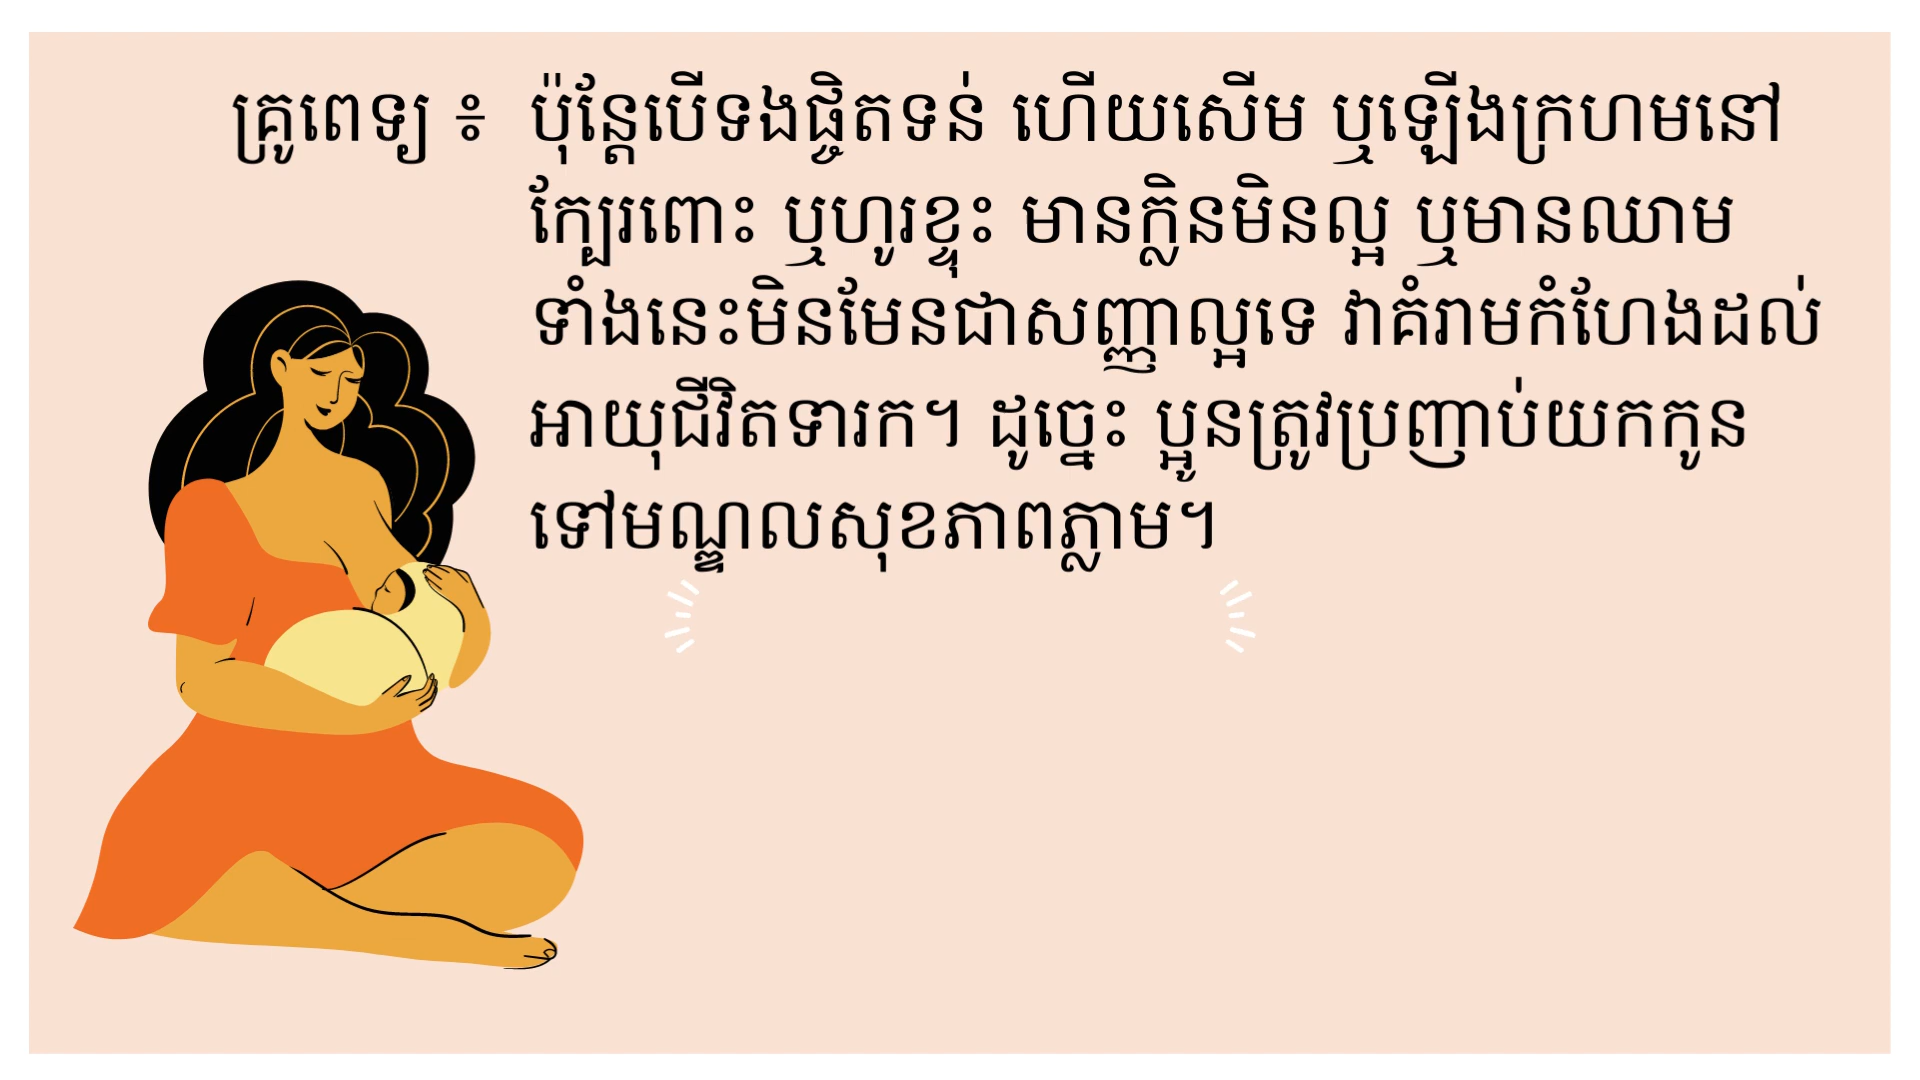 គ្រូពេទ្យ ៖ ប៉ុន្តែបើទងផ្ចិតទន់ ហើយសើម ឬឡើងក្រហមនៅ
ក្បែរពោះ ឬហូរខ្ទុះ មានក្លិនមិនល្អ ឬមានឈាម
ទាំងនេះមិនមែនជាសញ្ញាល្អទេ វាគំរាមកំហែងដល់
អាយុជីវិតទារក។ ដូច្នេះ ប្អូនត្រូវប្រញាប់យកកូន
ទៅមណ្ឌលសុខភាពភ្លាម។